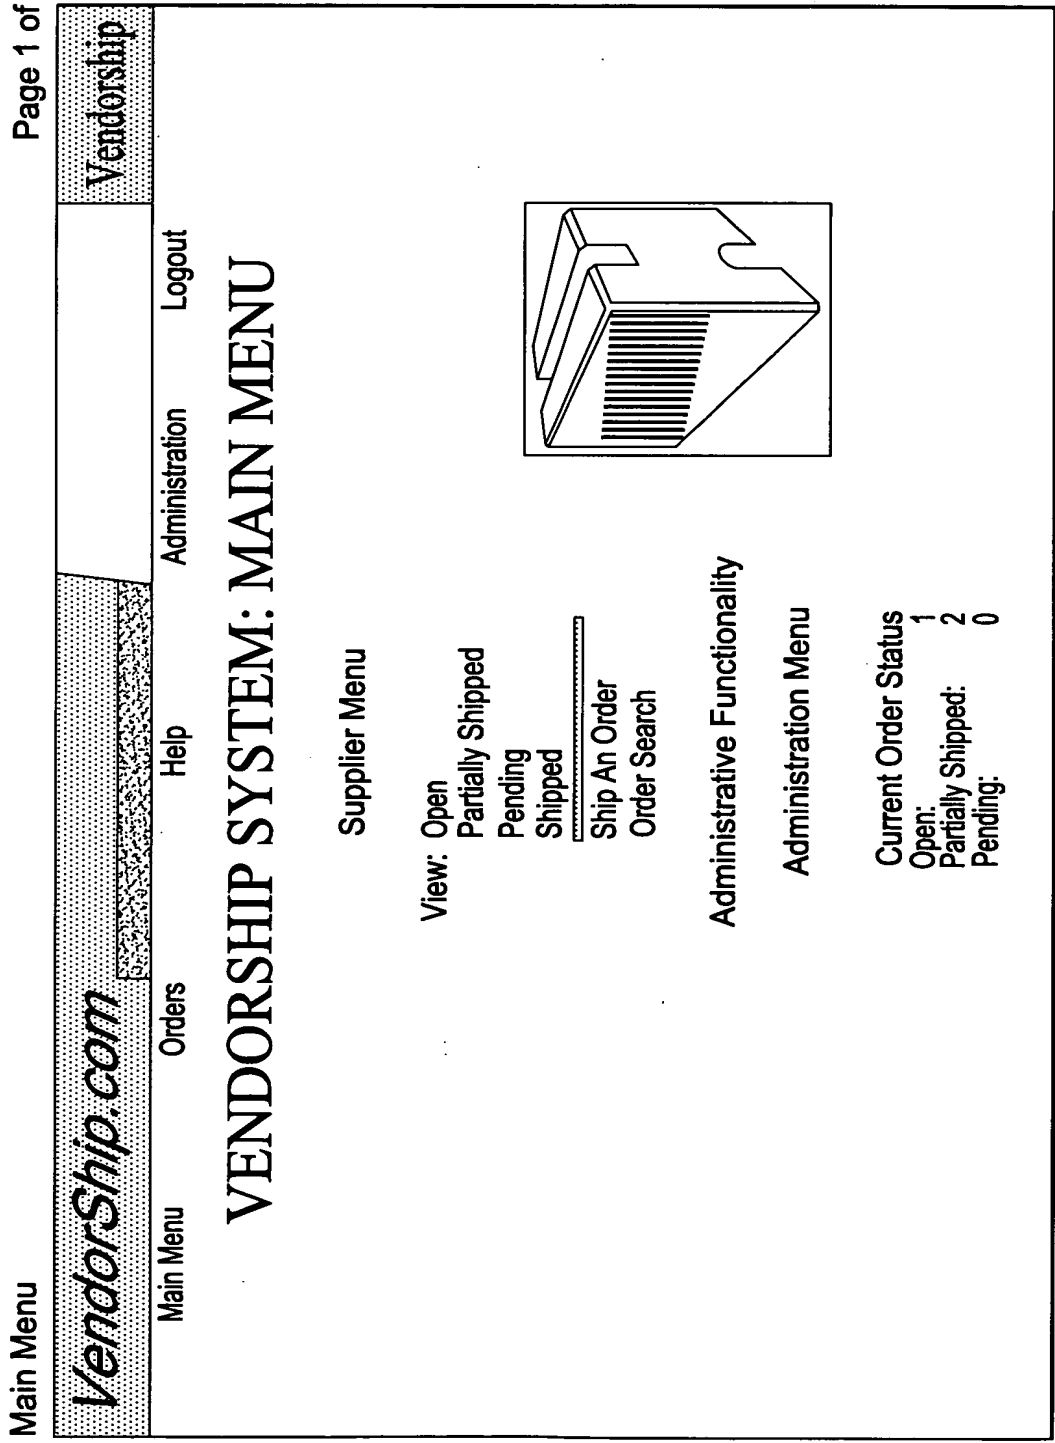 Main Menu Page 1 of
VendorShip.com Vendorship
Main Menu Orders Help Administration Logout
VENDORSHIP SYSTEM: MAIN MENU
Supplier Menu
View: Open
Partially Shipped
Pending
Shipped
Ship An Order
Order Search
Administrative Functionality
Administration Menu
Current Order Status
Open: 1
Partially Shipped: 2
Pending: 0